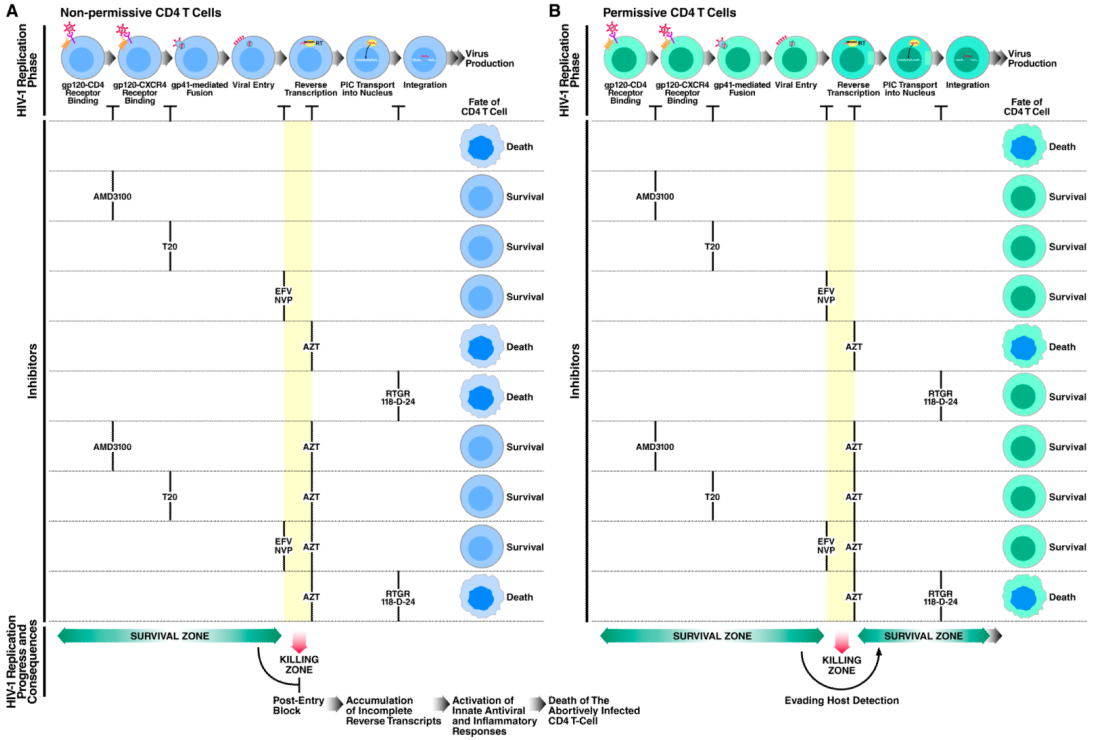 A
Non-permissive CD4 T Cells
HIV-1 Replication
Phase
RT
Virus
Production
gp120-CD4
Receptor
Binding
gp120-CXCR4
Receptor
Binding
gp41-mediated
Fusion
Viral Entry
Reverse
Transcription
PIC Transport
into Nucleus
Integration
Fate of
CD4 T Cell
Inhibitors
Death
AMD3100
Survival
T20
Survival
EFV
NVP
Survival
AZT
Death
RTGR
118-D-24
Death
AMD3100
AZT
Survival
T20
AZT
Survival
EFV
NVP
AZT
Survival
AZT
RTGR
118-D-24
Death
HIV-1 Replication
Progress and
Consequences
SURVIVAL ZONE
KILLING
ZONE
Post-Entry
Block
Accumulation
of Incomplete
Reverse Transcripts
Activation of
Innate Antiviral
and Inflammatory
Responses
Death of The
Abortively Infected
CD4 T-Cell
B
Permissive CD4 T Cells
HIV-1 Replication
Phase
RT
Virus
Production
gp120-CD4
Receptor
Binding
gp120-CXCR4
Receptor
Binding
gp41-mediated
Fusion
Viral Entry
Reverse
Transcription
PIC Transport
into Nucleus
Integration
Fate of
CD4 T Cell
Inhibitors
Death
AMD3100
Survival
T20
Survival
EFV
NVP
Survival
AZT
Death
RTGR
118-D-24
Survival
AMD3100
AZT
Survival
T20
AZT
Survival
EFV
NVP
AZT
Survival
AZT
RTGR
118-D-24
Death
SURVIVAL ZONE
KILLING
ZONE
SURVIVAL ZONE
Evading Host Detection